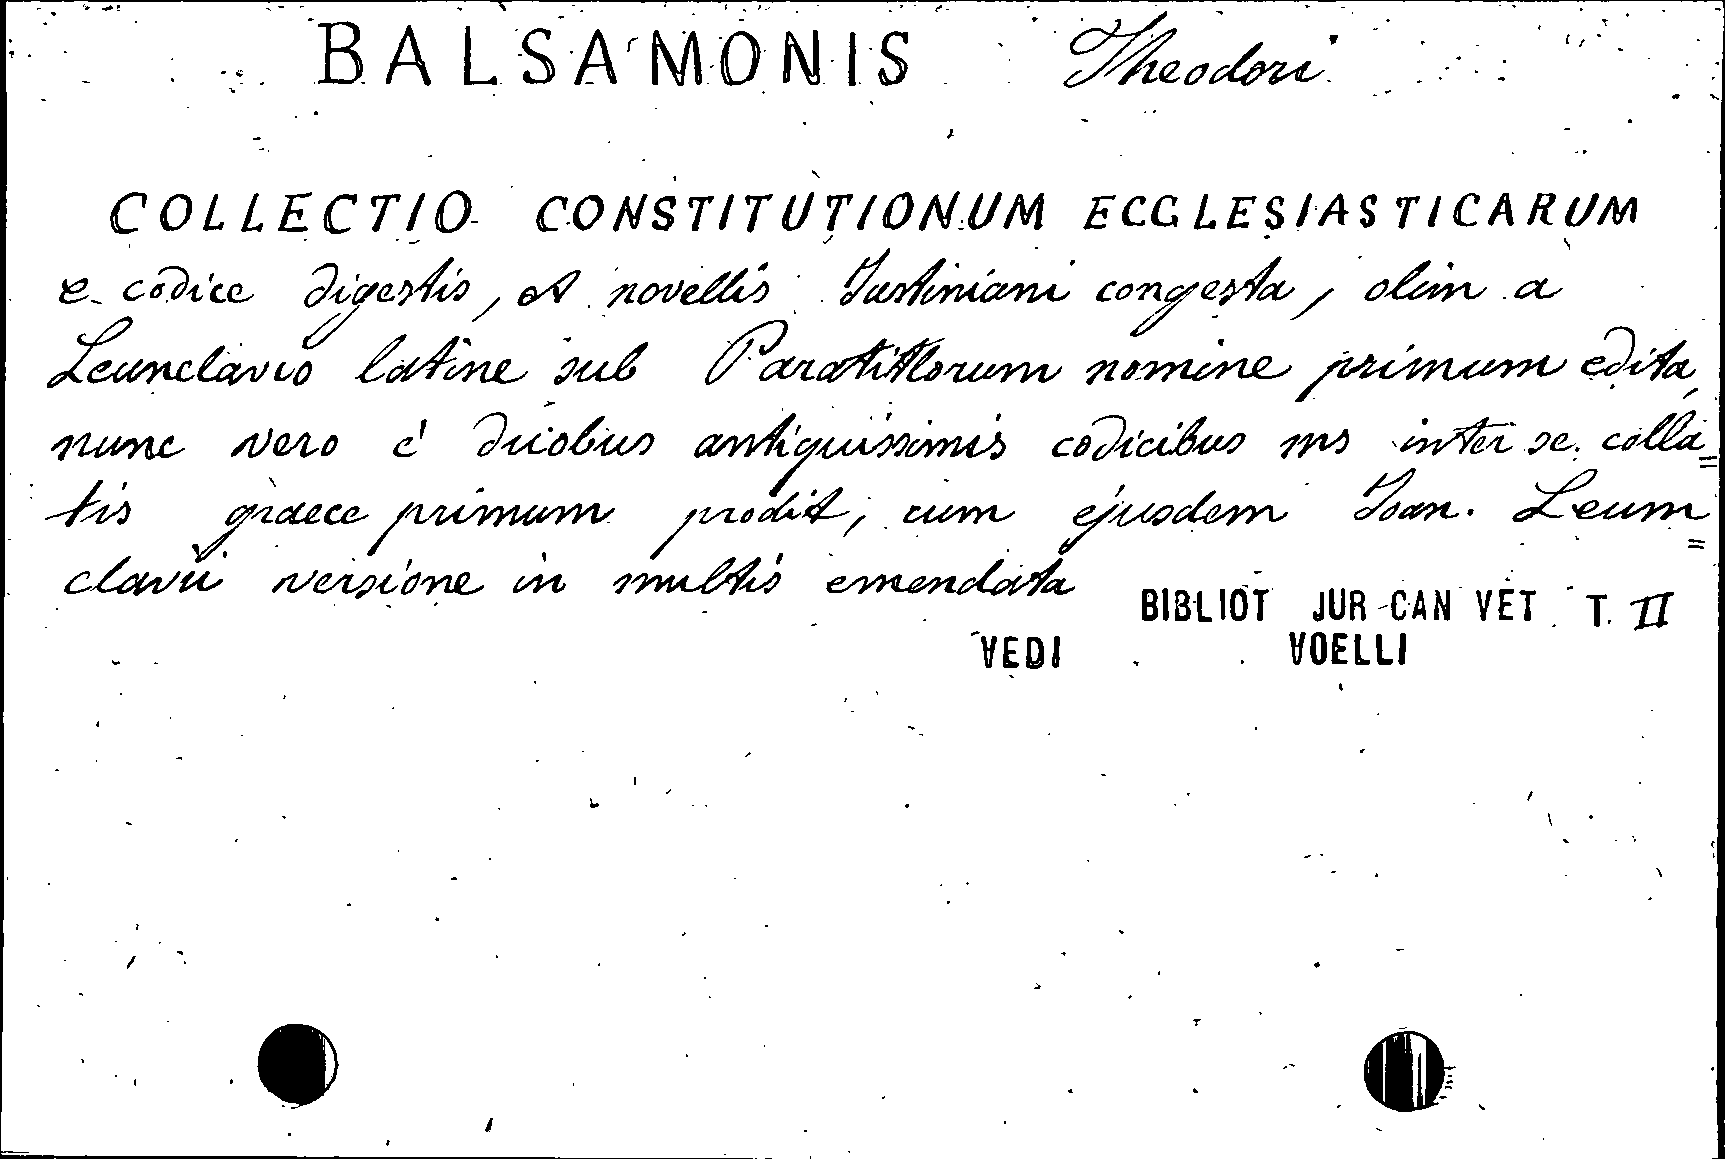 BALSAMONIS Theodori
COLLECTIO CONSTITUTIONUM ECCLESIASTICARUM
e codice digestis, et novellis Iustiniani congesta, olim a
Leunclavio latine sub Paratitlorum nomine primum edita,
nunc vero è duobus antiquissimis codicibus ms inter se colla=
tis graece primum prodit, cum ejusdem Ioan. Leum=
clavii versione in multis emendata
BIBLIOT JUR CAN VET T. II
VEDI VOELLI